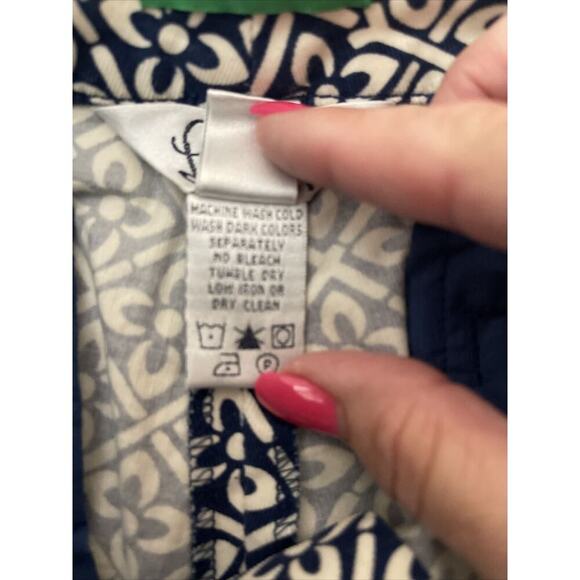 MACHINE WASH COLD
WASH DARK COLORS
SEPARATELY
NO BLEACH
TUMBLE DRY
LOW IRON OR
DRY CLEAN
P